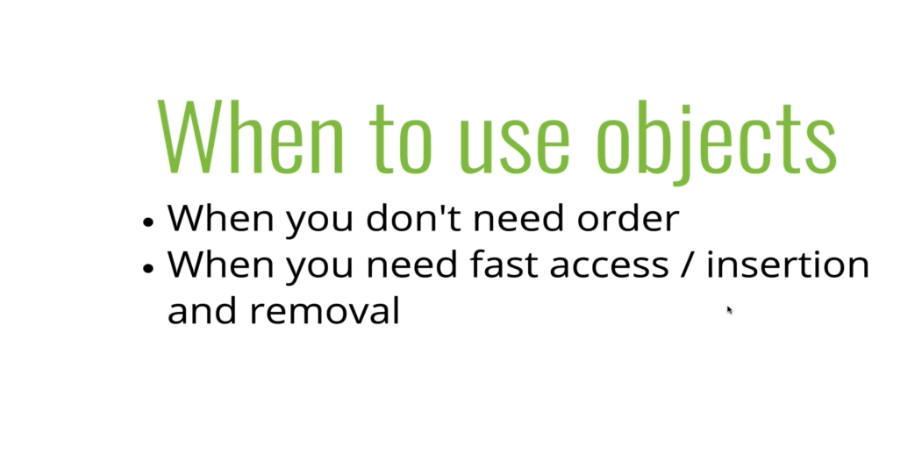 When to use objects
• When you don't need order
• When you need fast access / insertion
and removal